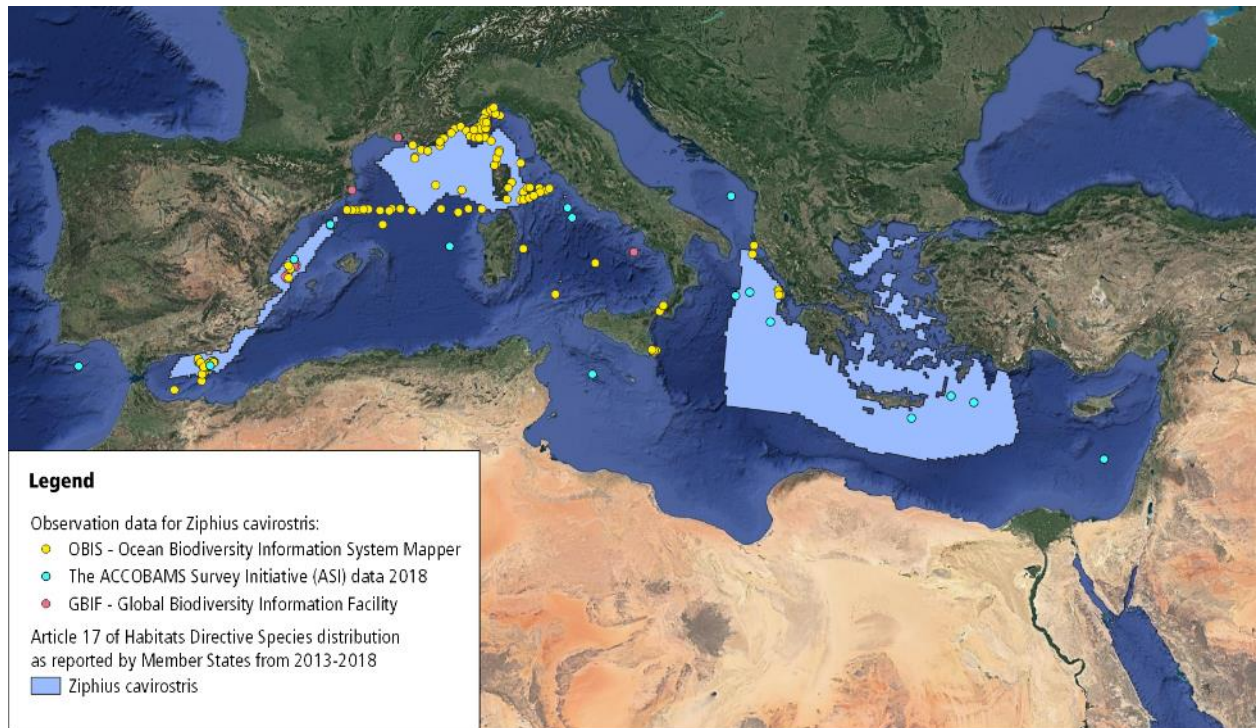 Legend
Observation data for Ziphius cavirostris:
OBIS - Ocean Biodiversity Information System Mapper
The ACCOBAMS Survey Initiative (ASI) data 2018
GBIF - Global Biodiversity Information Facility
Article 17 of Habitats Directive Species distribution
as reported by Member States from 2013-2018
Ziphius cavirostris